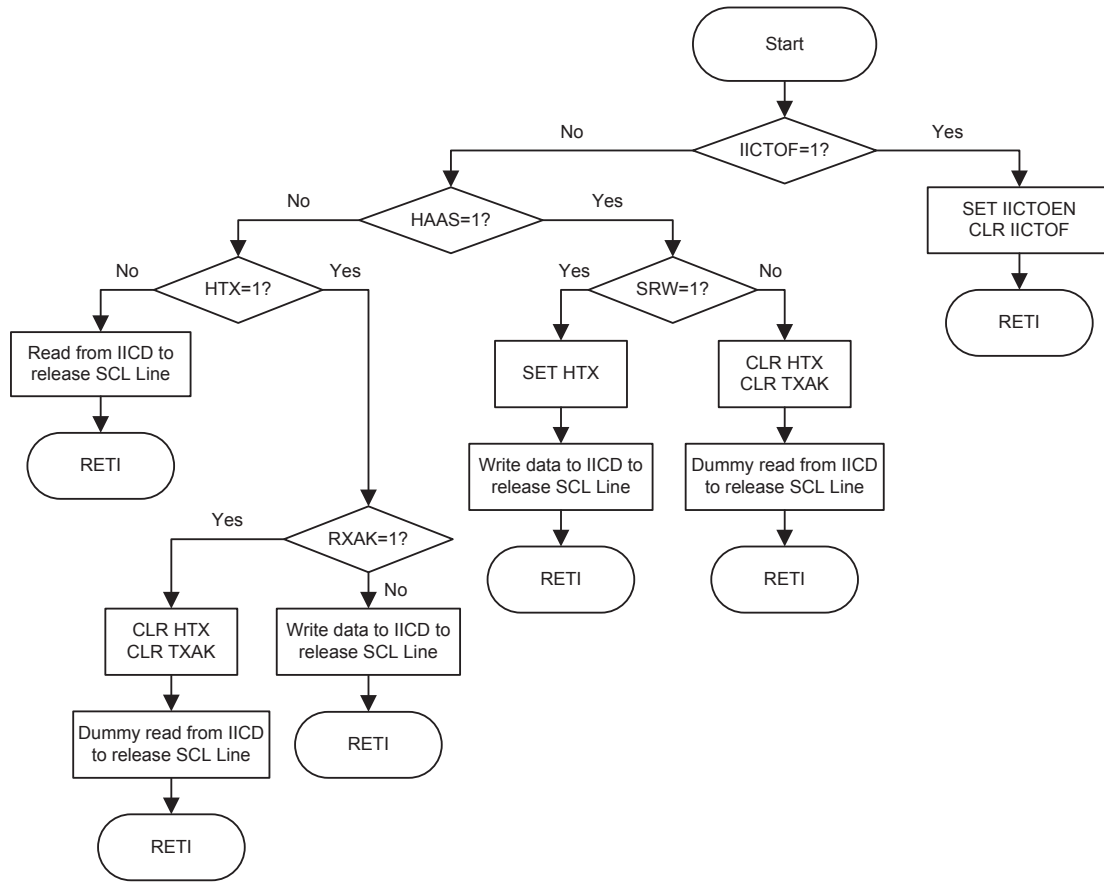 Start
No
IICTOF=1?
Yes
No
HAAS=1?
Yes
SET IICTOEN
CLR IICTOF
No
HTX=1?
Yes
Yes
SRW=1?
No
RETI
Read from IICD to
release SCL Line
SET HTX
CLR HTX
CLR TXAK
RETI
Write data to IICD to
release SCL Line
Dummy read from IICD
to release SCL Line
Yes
RXAK=1?
RETI
RETI
No
CLR HTX
CLR TXAK
Write data to IICD to
release SCL Line
Dummy read from IICD
to release SCL Line
RETI
RETI